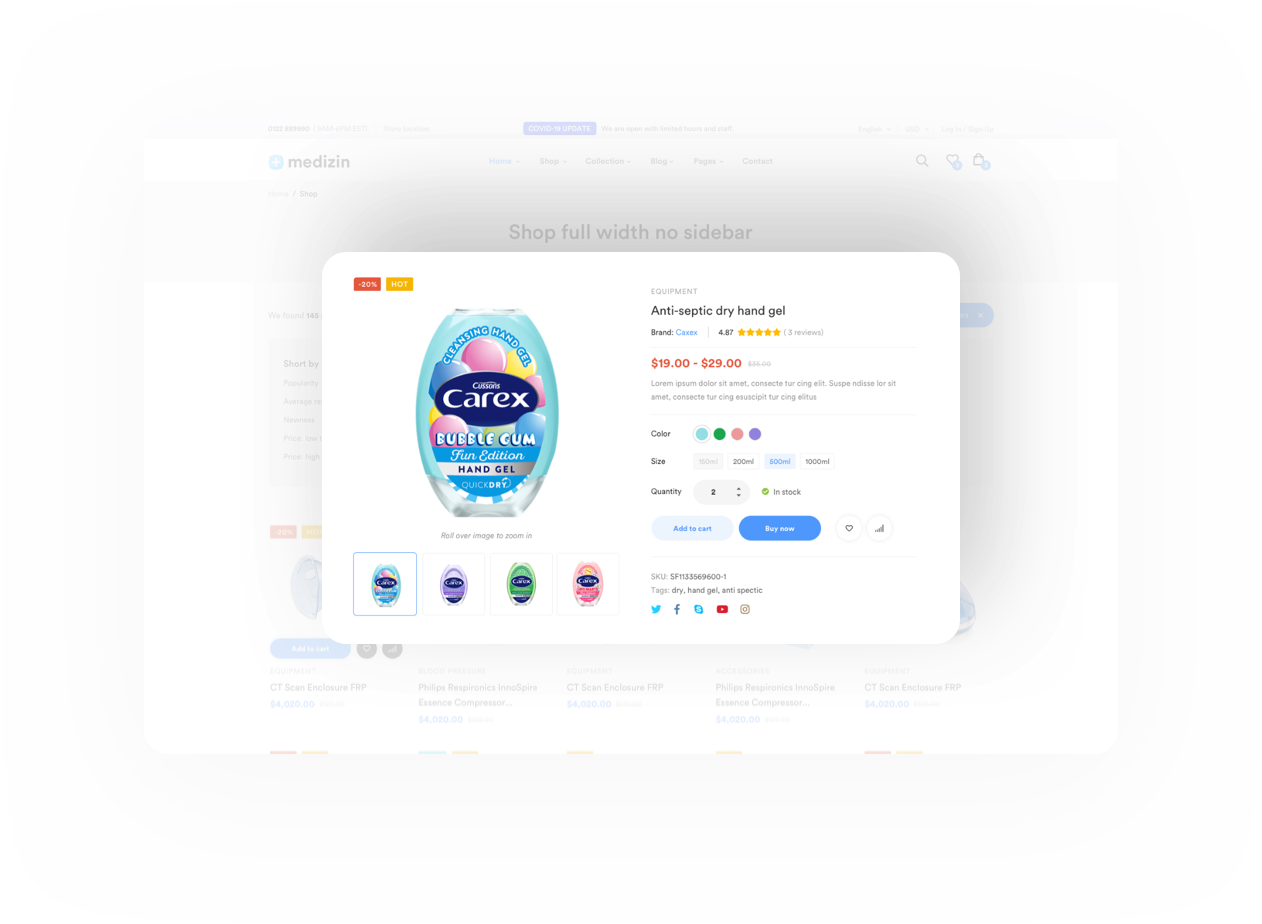 0122 888990 / 8AM-8PM EST)
Store location
COVID-19 UPDATE
We are open with limited hours and staff
English
USD
Log In / Sign Up
medizin
Home
Shop
Collection
Blog
Pages
Contact
Home / Shop
Shop full width no sidebar
We found 145
Short by
Popularity
Average
Newness
Price: low
Price: high
-20%
HOT
CLEANSING HAND GEL
Cussons
Carex
BUBBLE GUM
Fun Edition
HAND GEL
QUICKDRY
Roll over image to zoom in
Carex
Carex
Carex
Carex
EQUIPMENT
Anti-septic dry hand gel
Brand: Caxex
4.87
( 3 reviews)
$19.00 - $29.00 $38.00
Lorem ipsum dolor sit amet, consecte tur cing elit. Suspe ndisse lor sit
amet, consecte tur cing esuscipit tur cing elitus
Color
Size
150ml
200ml
500ml
1000ml
Quantity
2
In stock
Add to cart
Buy now
SKU: SF1133569600-1
Tags: dry, hand gel, anti spectic
-20%
Add to cart
EQUIPMENT
CT Scan Enclosure FRP
$4,020.00
BLOOD PRESSURE
Philips Respironics InnoSpire
Essence Compressor...
$4,020.00
EQUIPMENT
CT Scan Enclosure FRP
$4,020.00
ACCESSORIES
Philips Respironics InnoSpire
Essence Compressor...
$4,020.00
EQUIPMENT
CT Scan Enclosure FRP
$4,020.00